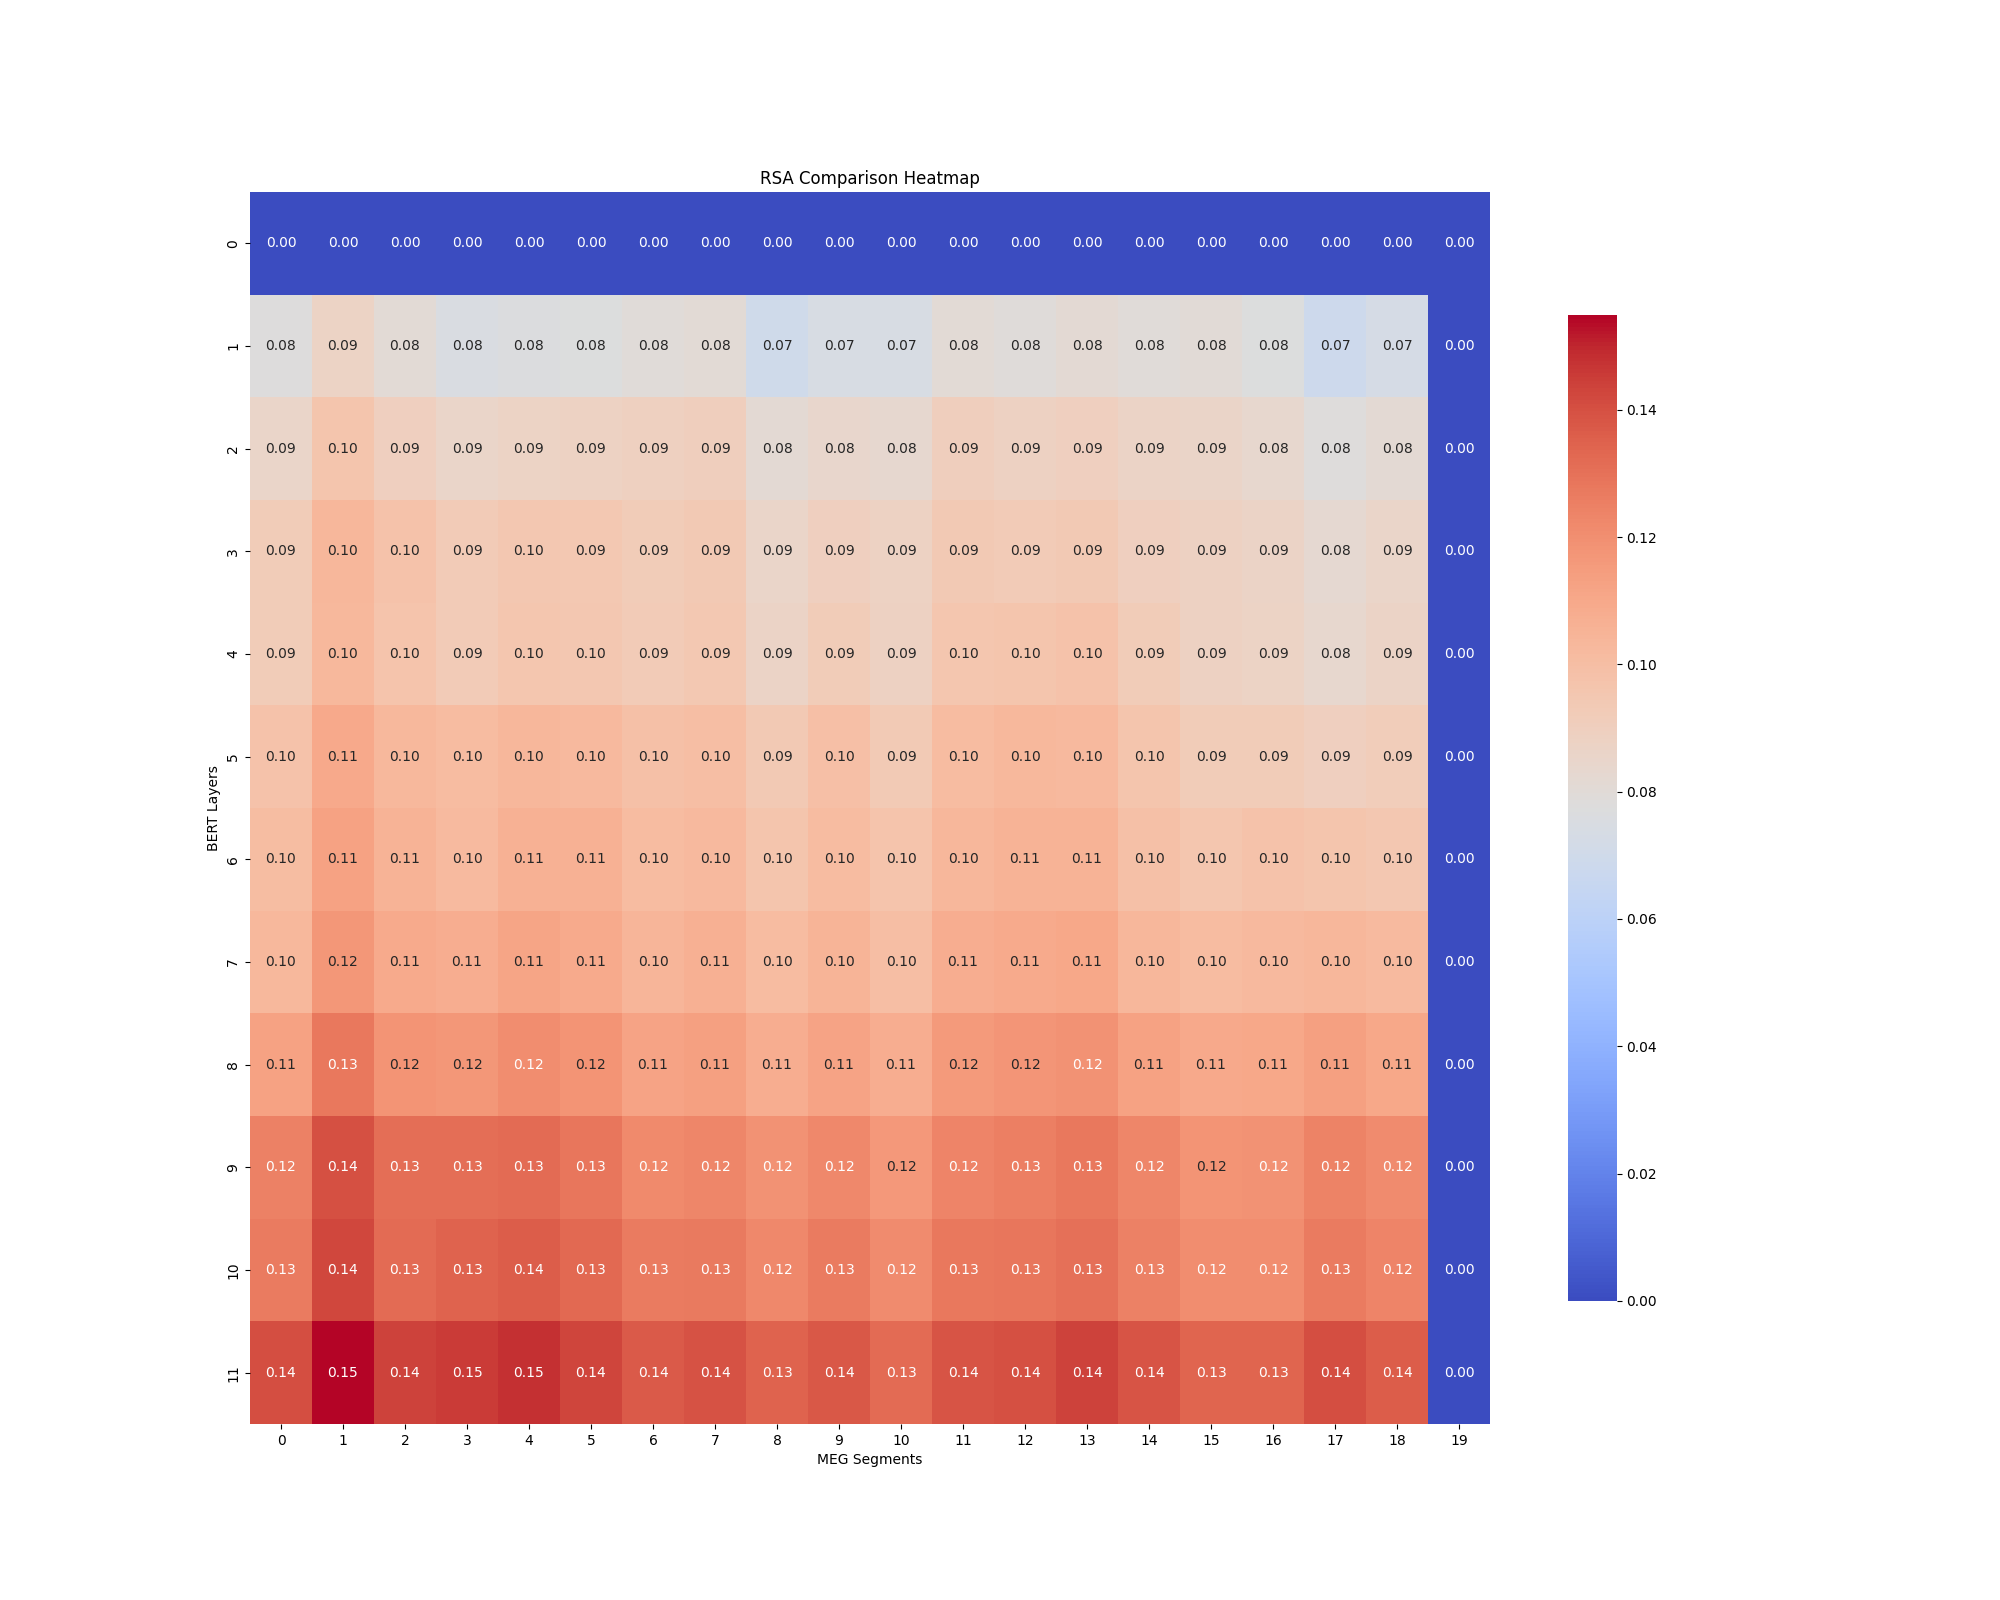 RSA Comparison Heatmap
0 0.00 0.00 0.00 0.00 0.00 0.00 0.00 0.00 0.00 0.00 0.00 0.00 0.00 0.00 0.00 0.00 0.00 0.00 0.00 0.00
1 0.08 0.09 0.08 0.08 0.08 0.08 0.08 0.08 0.07 0.07 0.07 0.08 0.08 0.08 0.08 0.08 0.08 0.07 0.07 0.00
2 0.09 0.10 0.09 0.09 0.09 0.09 0.09 0.09 0.08 0.08 0.08 0.09 0.09 0.09 0.09 0.09 0.08 0.08 0.08 0.00
3 0.09 0.10 0.10 0.09 0.10 0.09 0.09 0.09 0.09 0.09 0.09 0.09 0.09 0.09 0.09 0.09 0.09 0.08 0.09 0.00
4 0.09 0.10 0.10 0.09 0.10 0.10 0.09 0.09 0.09 0.09 0.09 0.10 0.10 0.10 0.09 0.09 0.09 0.08 0.09 0.00
5 0.10 0.11 0.10 0.10 0.10 0.10 0.10 0.10 0.09 0.10 0.09 0.10 0.10 0.10 0.10 0.09 0.09 0.09 0.09 0.00
6 0.10 0.11 0.11 0.10 0.11 0.11 0.10 0.10 0.10 0.10 0.10 0.10 0.11 0.11 0.10 0.10 0.10 0.10 0.10 0.00
7 0.10 0.12 0.11 0.11 0.11 0.11 0.10 0.11 0.10 0.10 0.10 0.11 0.11 0.11 0.10 0.10 0.10 0.10 0.10 0.00
8 0.11 0.13 0.12 0.12 0.12 0.12 0.11 0.11 0.11 0.11 0.11 0.12 0.12 0.12 0.11 0.11 0.11 0.11 0.11 0.00
9 0.12 0.14 0.13 0.13 0.13 0.13 0.12 0.12 0.12 0.12 0.12 0.12 0.13 0.13 0.12 0.12 0.12 0.12 0.12 0.00
10 0.13 0.14 0.13 0.13 0.14 0.13 0.13 0.13 0.12 0.13 0.12 0.13 0.13 0.13 0.13 0.12 0.12 0.13 0.12 0.00
11 0.14 0.15 0.14 0.15 0.15 0.14 0.14 0.14 0.13 0.14 0.13 0.14 0.14 0.14 0.14 0.13 0.13 0.14 0.14 0.00
0 1 2 3 4 5 6 7 8 9 10 11 12 13 14 15 16 17 18 19
MEG Segments
BERT Layers
0.14
0.12
0.10
0.08
0.06
0.04
0.02
0.00